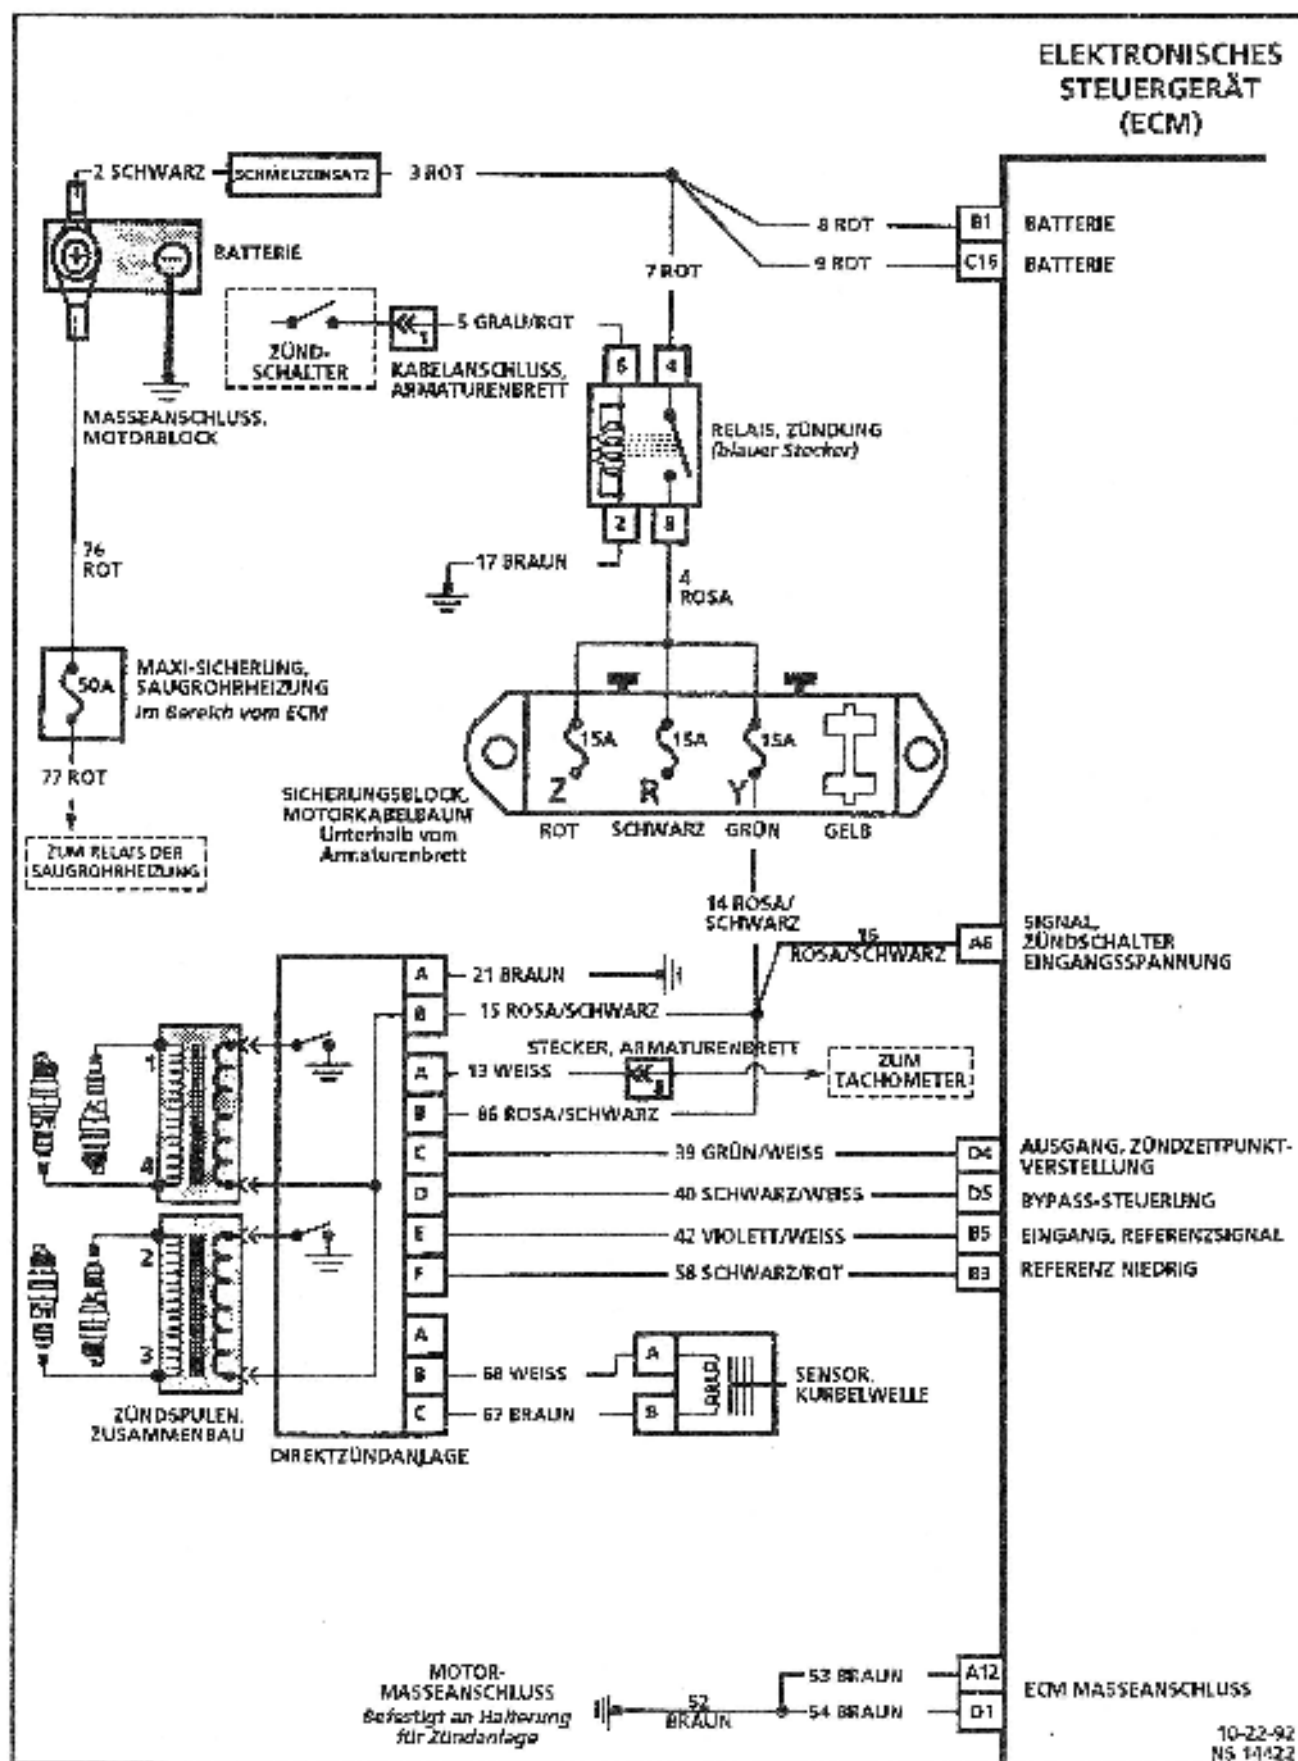 ELEKTRONISCHES
STEUERGERÄT
(ECM)
2 SCHWARZ
SCHMELZEINSATZ
3 ROT
8 ROT
B1
BATTERIE
9 ROT
BATTERIE
BATTERIE
7 ROT
5 GRAU/ROT
1
ZÜND-
SCHALTER
KABELANSCHLUSS,
ARMATURENBRETT
4
MASSEANSCHLUSS,
MOTORBLOCK
RELAIS, ZÜNDUNG
(blauer Stecker)
2
17 BRAUN
4
ROSA
76
ROT
50A
MAXI-SICHERUNG,
SAUGROHRHEIZUNG
im Bereich vom ECM
77 ROT
ZUM RELAIS DER
SAUGROHRHEIZUNG
15A
15A
15A
Z
R
Y
SICHERUNGSBLOCK,
MOTORKABELBAUM
Unterhalb vom
Armaturenbrett
ROT
SCHWARZ
GRÜN
GELB
14 ROSA/
SCHWARZ
ROSA/SCHWARZ
A6
SIGNAL,
ZÜNDSCHALTER
EINGANGSSPANNUNG
A
21 BRAUN
B
15 ROSA/SCHWARZ
STECKER, ARMATURENBRETT
A
13 WEISS
ZUM
TACHOMETER
1
B
86 ROSA/SCHWARZ
C
39 GRÜN/WEISS
D4
AUSGANG, ZÜNDZEITPUNKT-
VERSTELLUNG
4
D
40 SCHWARZ/WEISS
D5
BYPASS-STEUERUNG
E
42 VIOLETT/WEISS
B5
EINGANG, REFERENZSIGNAL
2
F
58 SCHWARZ/ROT
B3
REFERENZ NIEDRIG
A
3
B
68 WEISS
A
SENSOR,
KURBELWELLE
C
67 BRAUN
B
ZÜNDSPULEN,
ZUSAMMENBAU
DIREKTZÜNDANLAGE
MOTOR-
MASSEANSCHLUSS
Befestigt an Halterung
für Zündanlage
52
BRAUN
53 BRAUN
A12
54 BRAUN
D1
ECM MASSEANSCHLUSS
10-22-92
NS 14422